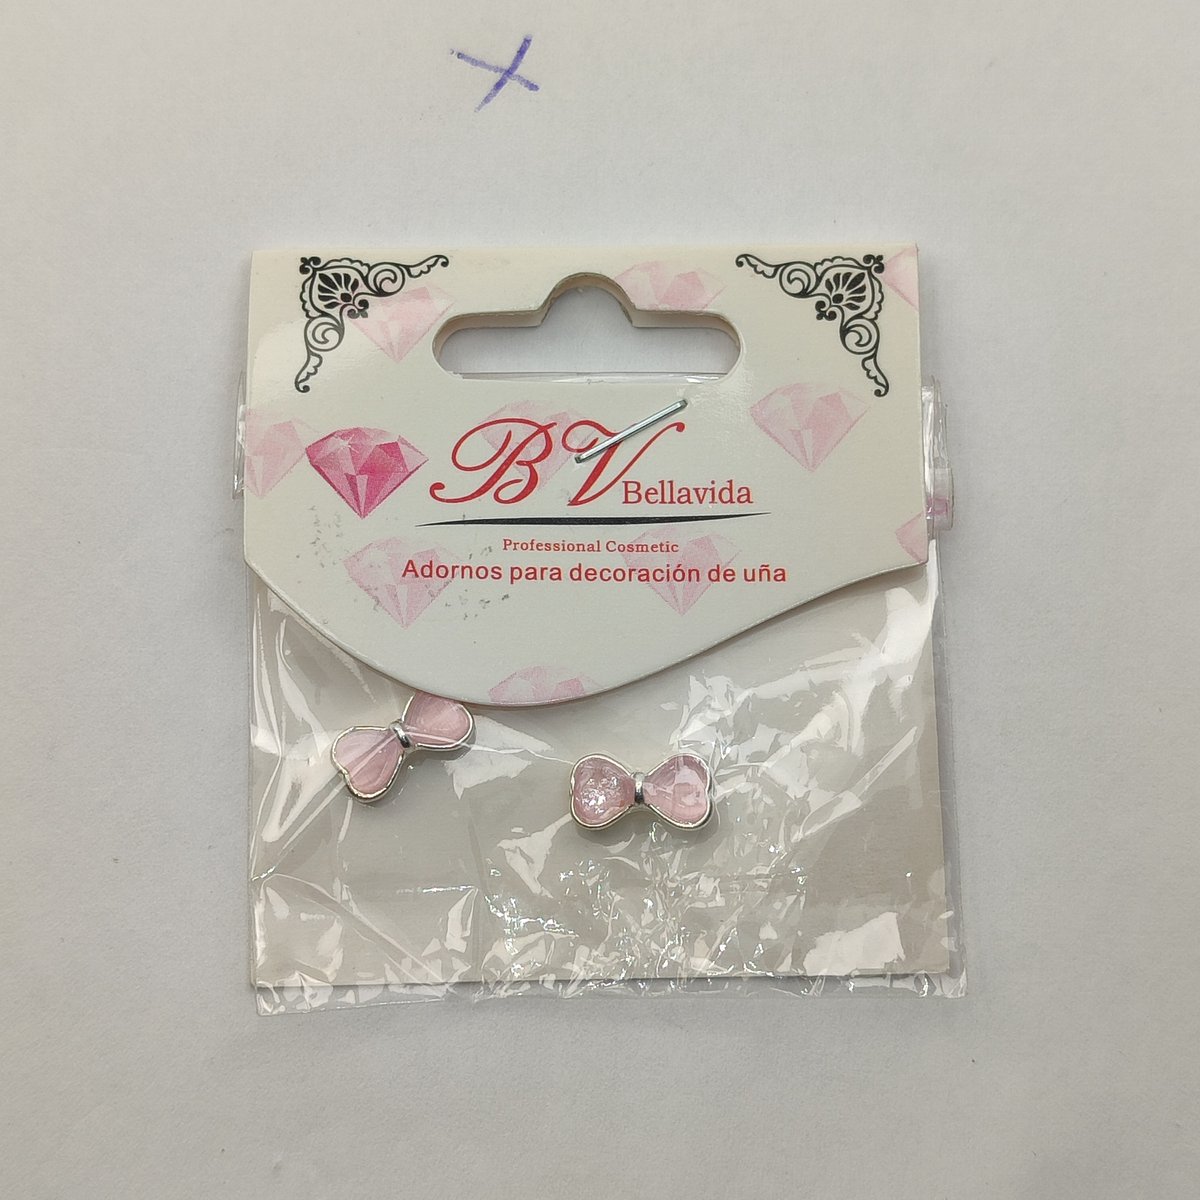 BV Bellavida
Professional Cosmetic
Adornos para decoración de uña